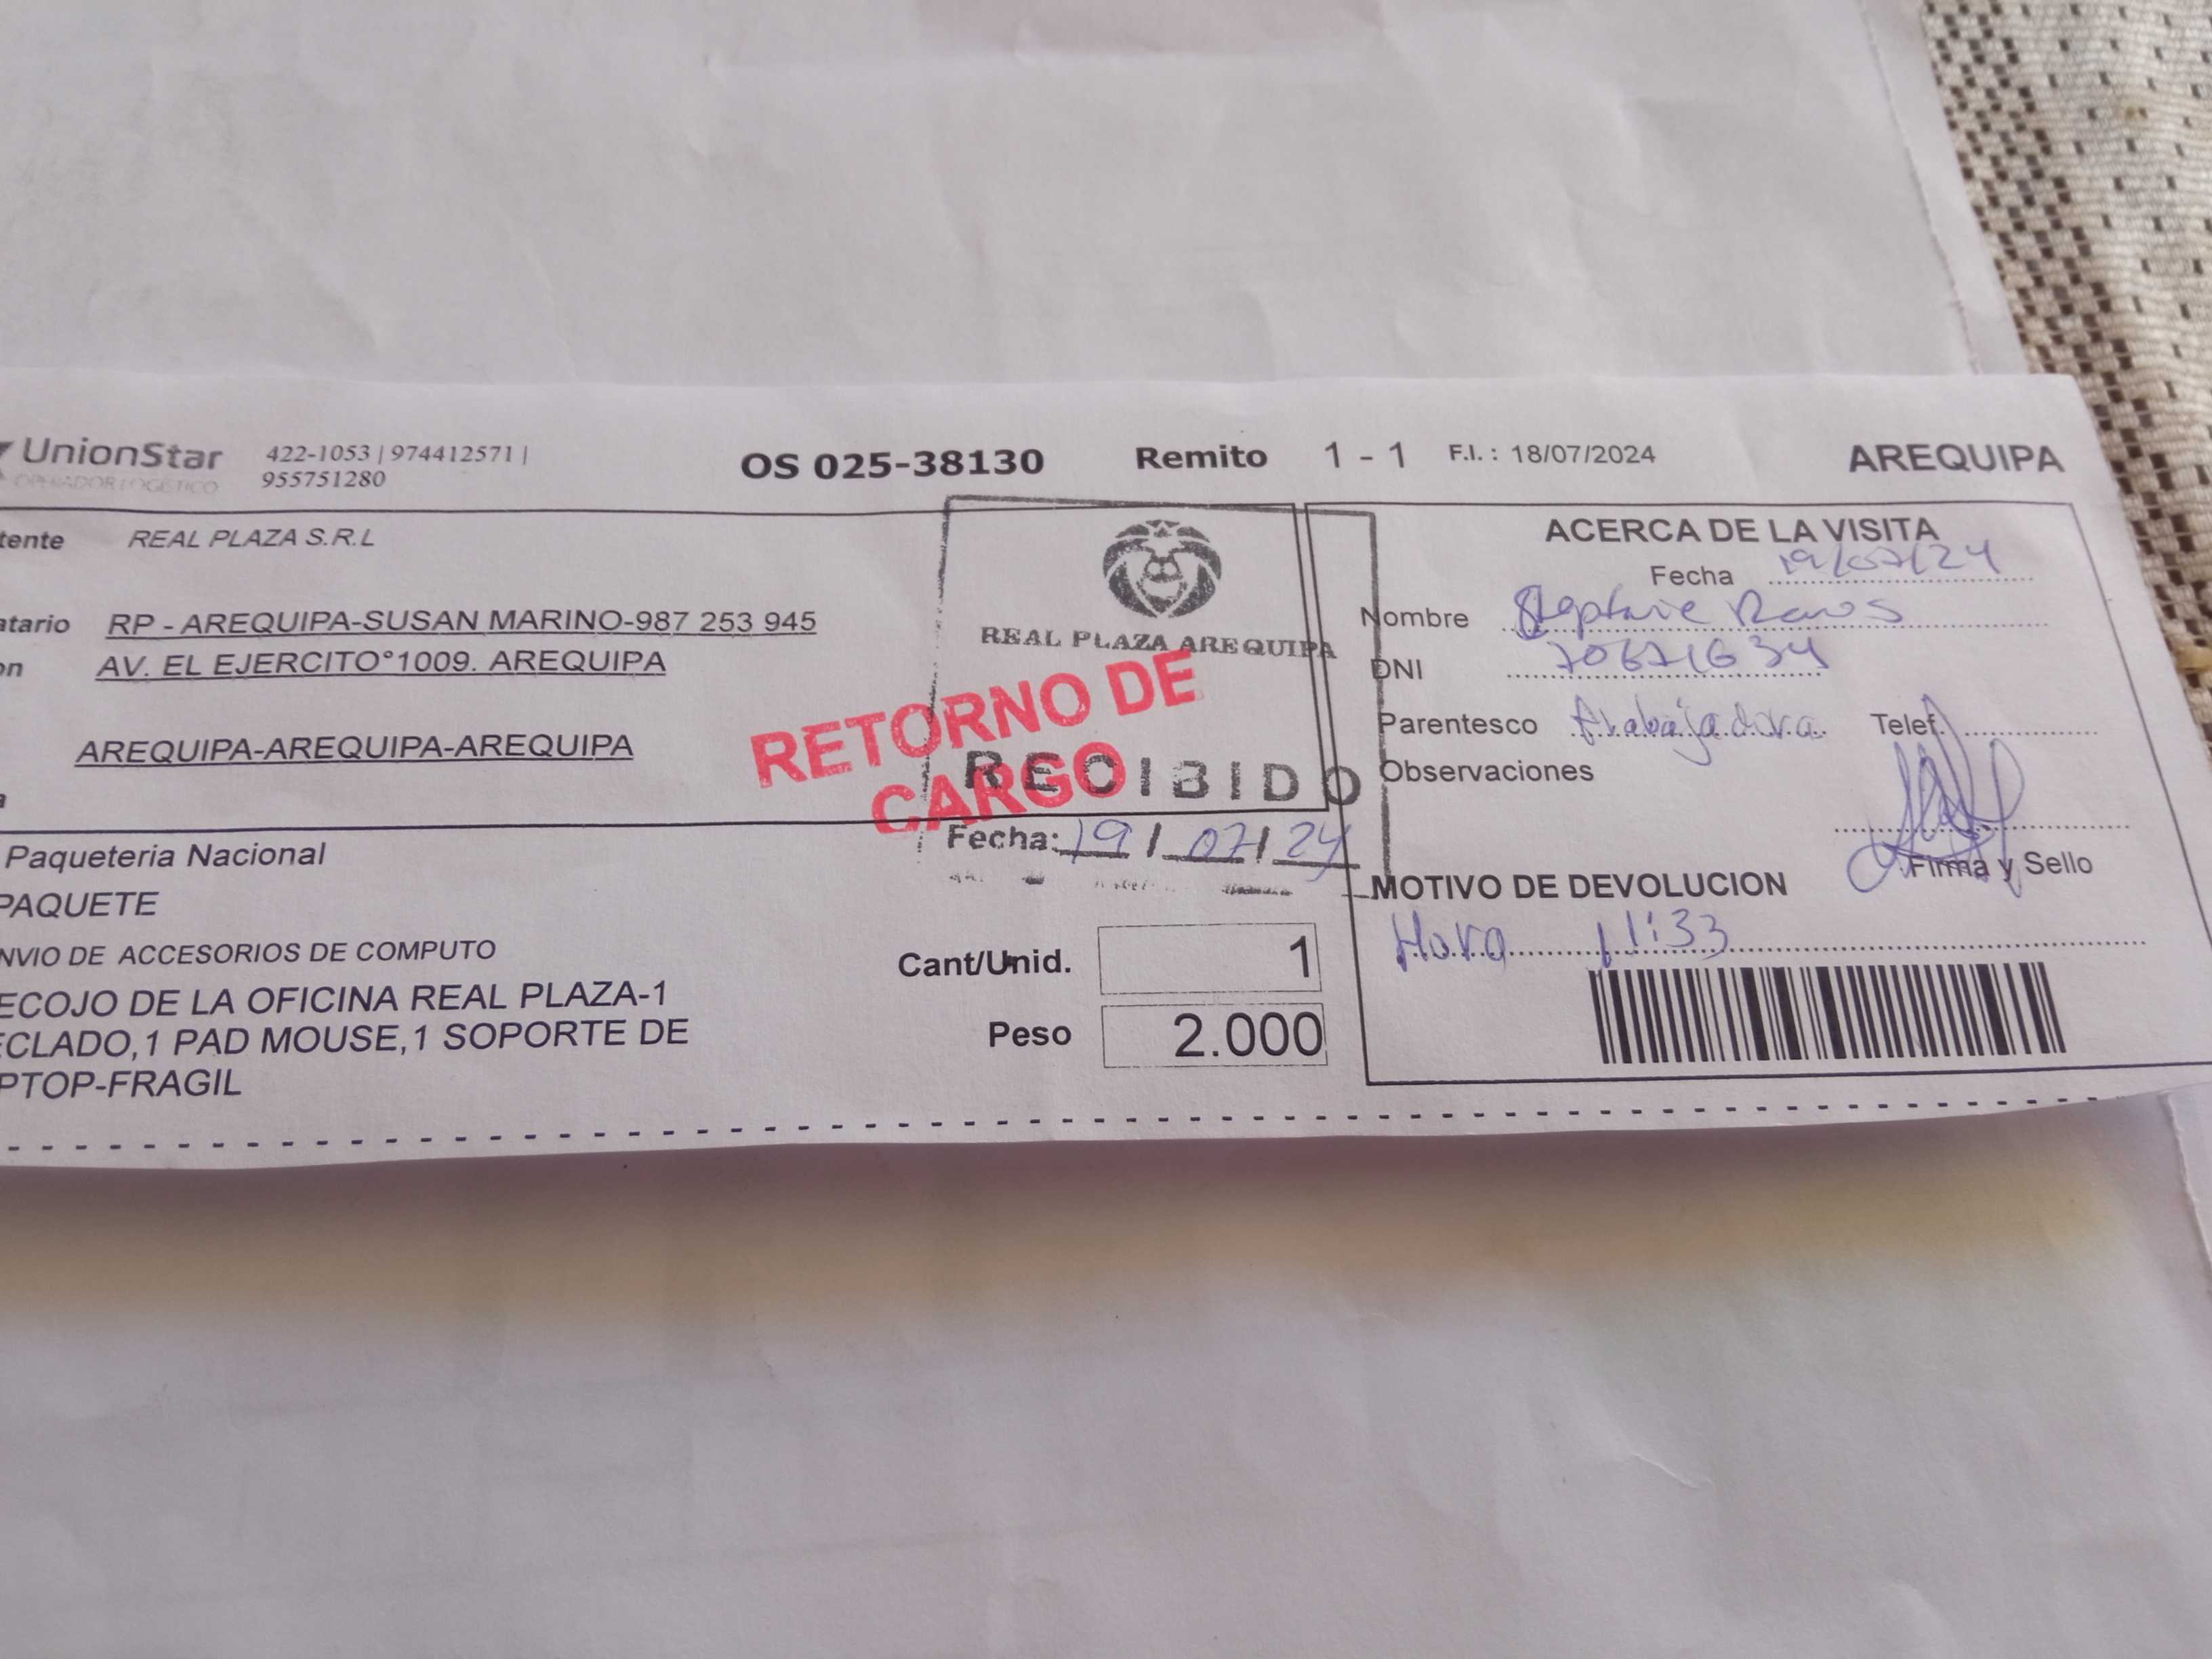 UnionStar 422-1053 | 974412571 |
OPERADOR LOGÍSTICO 955751280
OS 025-38130 Remito 1 - 1 F.I. : 18/07/2024 AREQUIPA
tente REAL PLAZA S.R.L
atario RP - AREQUIPA-SUSAN MARINO-987 253 945
on AV. EL EJERCITO°1009. AREQUIPA
AREQUIPA-AREQUIPA-AREQUIPA
a
Paqueteria Nacional
PAQUETE
NVIO DE ACCESORIOS DE COMPUTO
ECOJO DE LA OFICINA REAL PLAZA-1
ECLADO,1 PAD MOUSE,1 SOPORTE DE
PTOP-FRAGIL
REAL PLAZA AREQUIPA
RETORNO DE
CARGO
RECIBIDO
Fecha: 19 / 07 / 24
Cant/Unid. 1
Peso 2.000
ACERCA DE LA VISITA
Fecha 19/07/24
Nombre
DNI 70671634
Parentesco trabajadora Telef.
Observaciones
Firma y Sello
MOTIVO DE DEVOLUCION
Hora 11:33